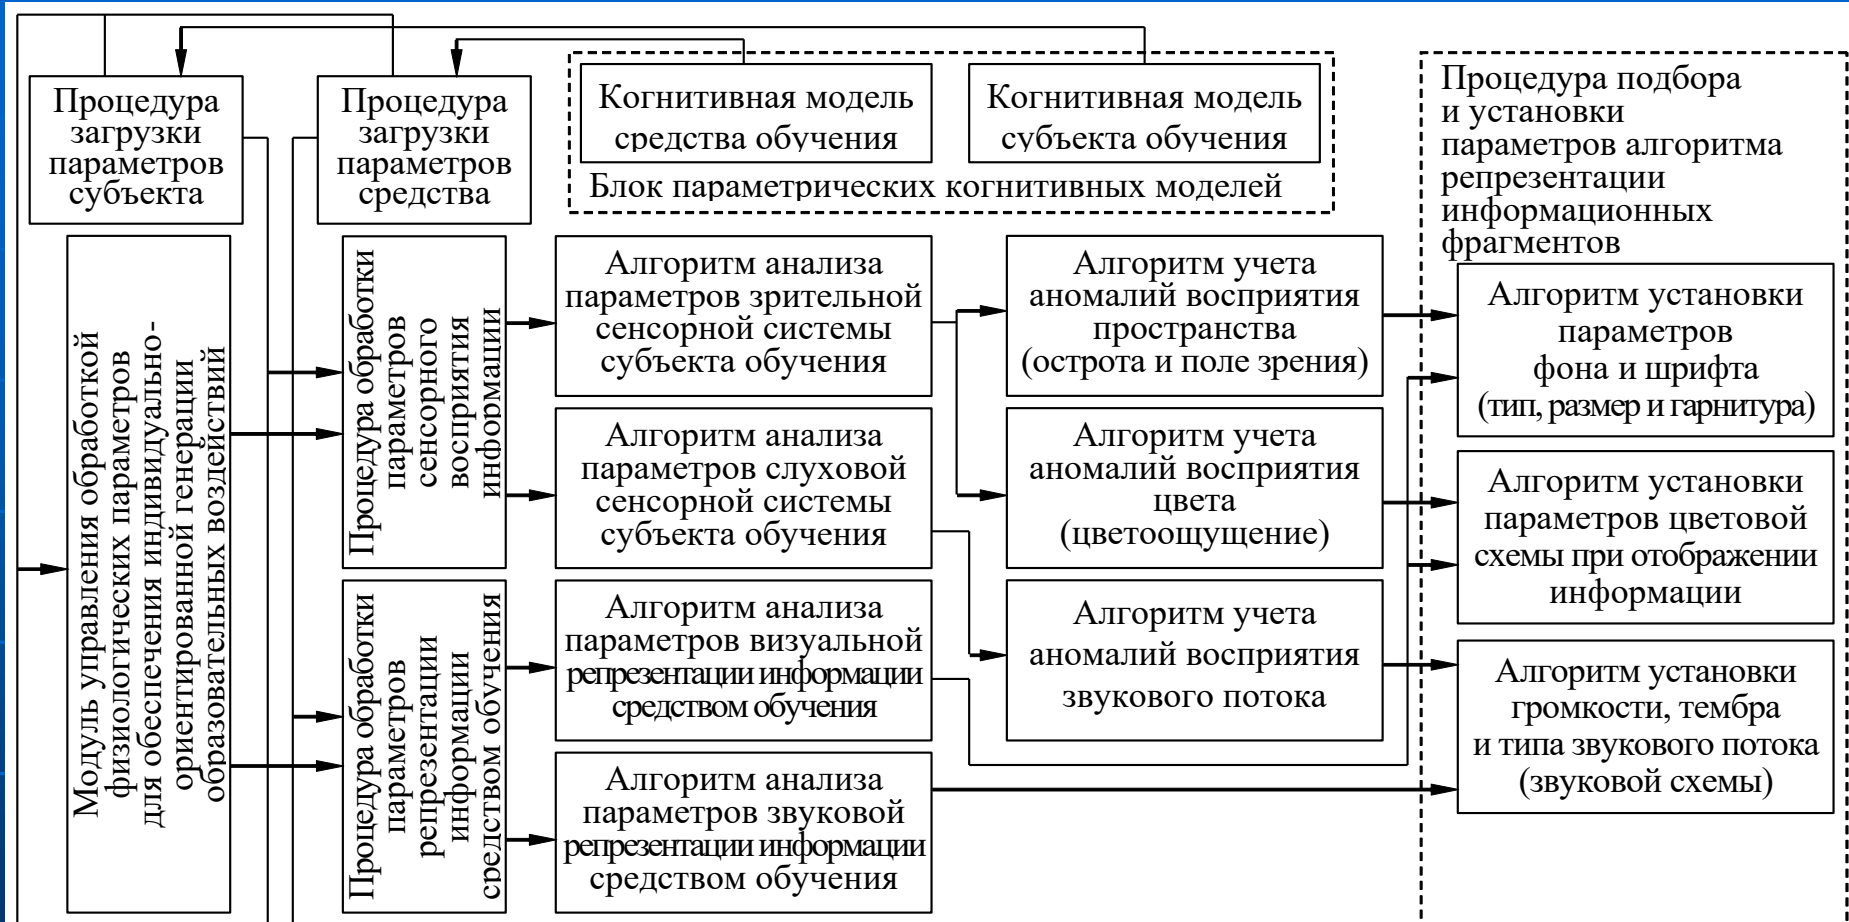 Процедура
загрузки
параметров
субъекта
Процедура
загрузки
параметров
средства
Когнитивная модель
средства обучения
Когнитивная модель
субъекта обучения
Блок параметрических когнитивных моделей
Процедура подбора
и установки
параметров алгоритма
репрезентации
информационных
фрагментов
Модуль управления обработкой
физиологических параметров
для обеспечения индивидуально-
ориентированной генерации
образовательных воздействий
Процедура обработки
параметров
сенсорного
восприятия
информации
Процедура обработки
параметров
репрезентации
информации
средством обучения
Алгоритм анализа
параметров зрительной
сенсорной системы
субъекта обучения
Алгоритм анализа
параметров слуховой
сенсорной системы
субъекта обучения
Алгоритм анализа
параметров визуальной
репрезентации информации
средством обучения
Алгоритм анализа
параметров звуковой
репрезентации информации
средством обучения
Алгоритм учета
аномалий восприятия
пространства
(острота и поле зрения)
Алгоритм учета
аномалий восприятия
цвета
(цветоощущение)
Алгоритм учета
аномалий восприятия
звукового потока
Алгоритм установки
параметров
фона и шрифта
(тип, размер и гарнитура)
Алгоритм установки
параметров цветовой
схемы при отображении
информации
Алгоритм установки
громкости, тембра
и типа звукового потока
(звуковой схемы)